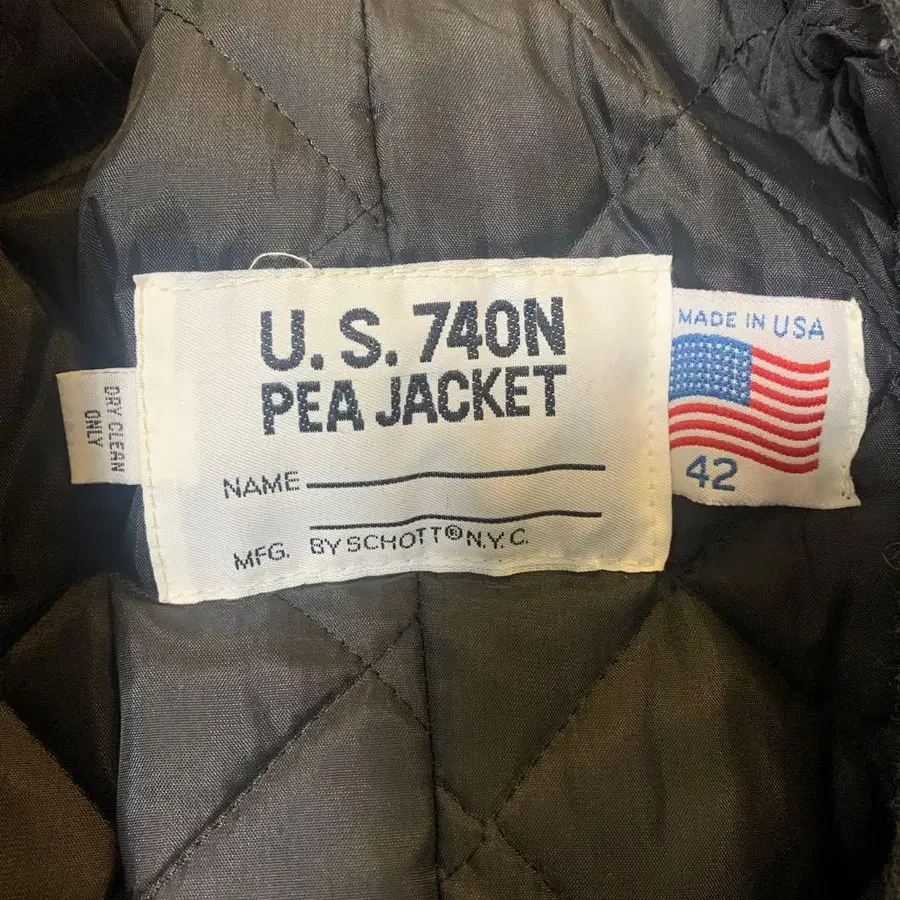 U.S. 740N
PEA JACKET
NAME
MFG. BY SCHOTT® N.Y.C.
MADE IN USA
42
DRY CLEAN
ONLY